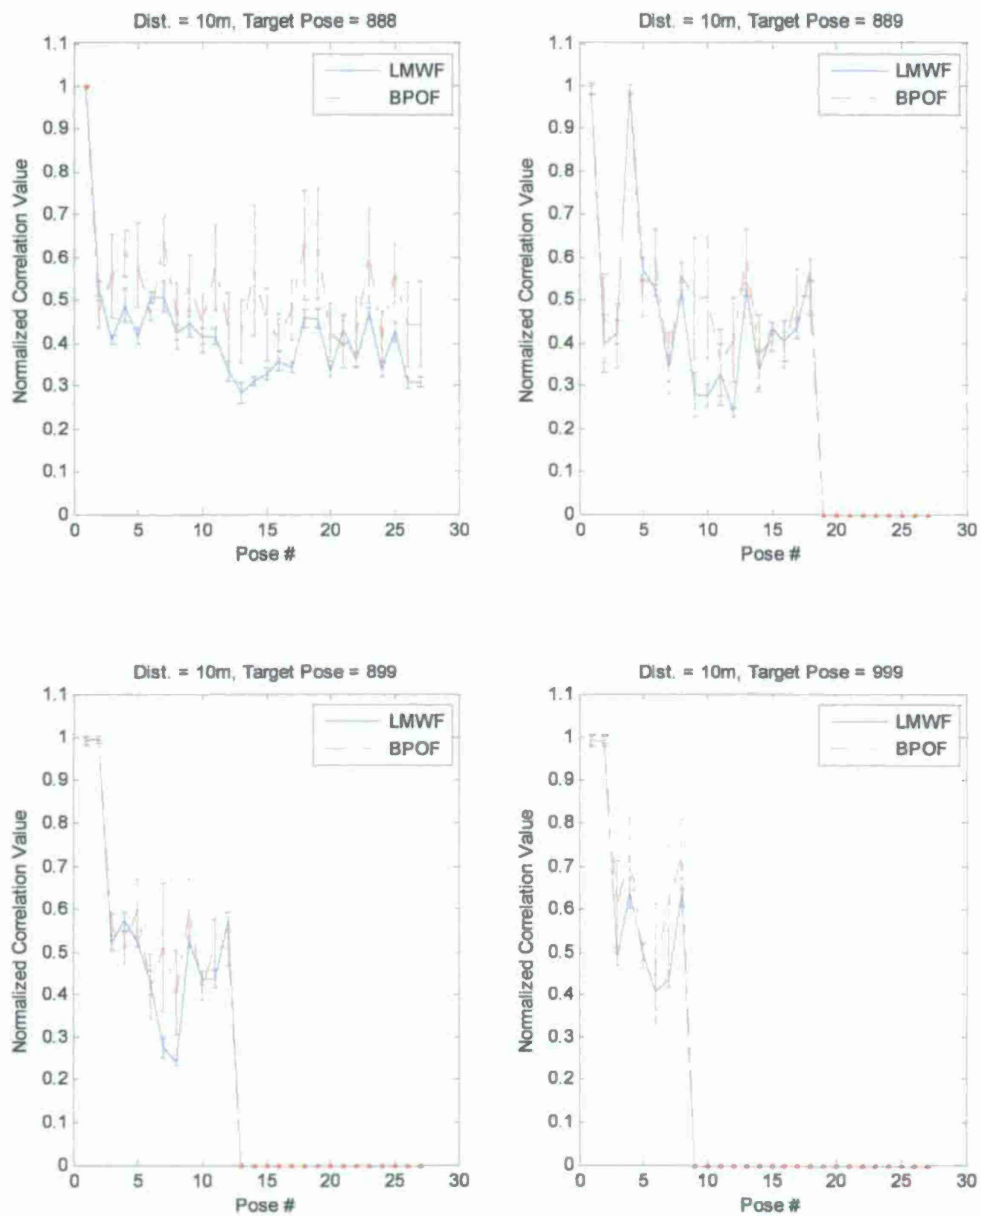 Dist. = 10m, Target Pose = 888
1.1
1
0.9
0.8
0.7
0.6
0.5
0.4
0.3
0.2
0.1
0
Normalized Correlation Value
LMWF
BPOF
0 5 10 15 20 25 30
Pose #
Dist. = 10m, Target Pose = 889
1.1
1
0.9
0.8
0.7
0.6
0.5
0.4
0.3
0.2
0.1
0
Normalized Correlation Value
LMWF
BPOF
0 5 10 15 20 25 30
Pose #
Dist. = 10m, Target Pose = 899
1.1
1
0.9
0.8
0.7
0.6
0.5
0.4
0.3
0.2
0.1
0
Normalized Correlation Value
LMWF
BPOF
0 5 10 15 20 25 30
Pose #
Dist. = 10m, Target Pose = 999
1.1
1
0.9
0.8
0.7
0.6
0.5
0.4
0.3
0.2
0.1
0
Normalized Correlation Value
LMWF
BPOF
0 5 10 15 20 25 30
Pose #